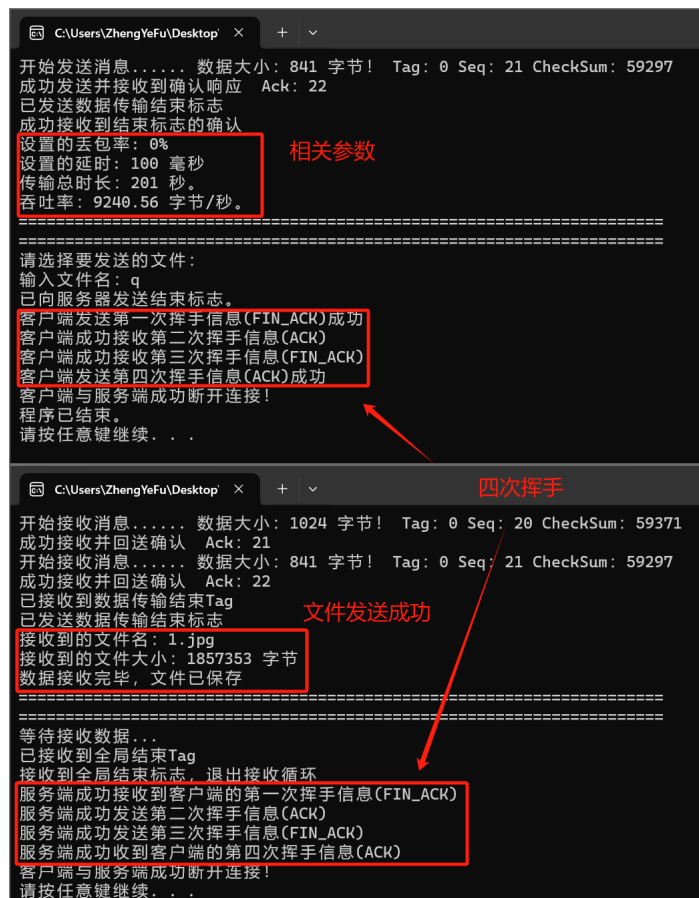 C:\Users\ZhengYeFu\Desktop'
开始发送消息...... 数据大小: 841 字节! Tag: 0 Seq: 21 CheckSum: 59297
成功发送并接收到确认响应 Ack: 22
已发送数据传输结束标志
成功接收到结束标志的确认
设置的丢包率: 0%
相关参数
设置的延时: 100 毫秒
传输总时长: 201 秒。
吞吐率: 9240.56 字节/秒。
==================================================================
==================================================================
请选择要发送的文件:
输入文件名: q
已向服务器发送结束标志。
客户端发送第一次挥手信息(FIN_ACK)成功
客户端成功接收第二次挥手信息(ACK)
客户端成功接收第三次挥手信息(FIN_ACK)
客户端发送第四次挥手信息(ACK)成功
客户端与服务端成功断开连接!
程序已结束。
请按任意键继续. . .
C:\Users\ZhengYeFu\Desktop'
四次挥手
开始接收消息...... 数据大小: 1024 字节! Tag: 0 Seq: 20 CheckSum: 59371
成功接收并回送确认 Ack: 21
开始接收消息...... 数据大小: 841 字节! Tag: 0 Seq: 21 CheckSum: 59297
成功接收并回送确认 Ack: 22
已接收到数据传输结束Tag
已发送数据传输结束标志
文件发送成功
接收到的文件名: 1.jpg
接收到的文件大小: 1857353 字节
数据接收完毕, 文件已保存
==================================================================
==================================================================
等待接收数据...
已接收到全局结束Tag
接收到全局结束标志, 退出接收循环
服务端成功接收到客户端的第一次挥手信息(FIN_ACK)
服务端成功发送第二次挥手信息(ACK)
服务端成功发送第三次挥手信息(FIN_ACK)
服务端成功收到客户端的第四次挥手信息(ACK)
客户端与服务端成功断开连接!
请按任意键继续. . .